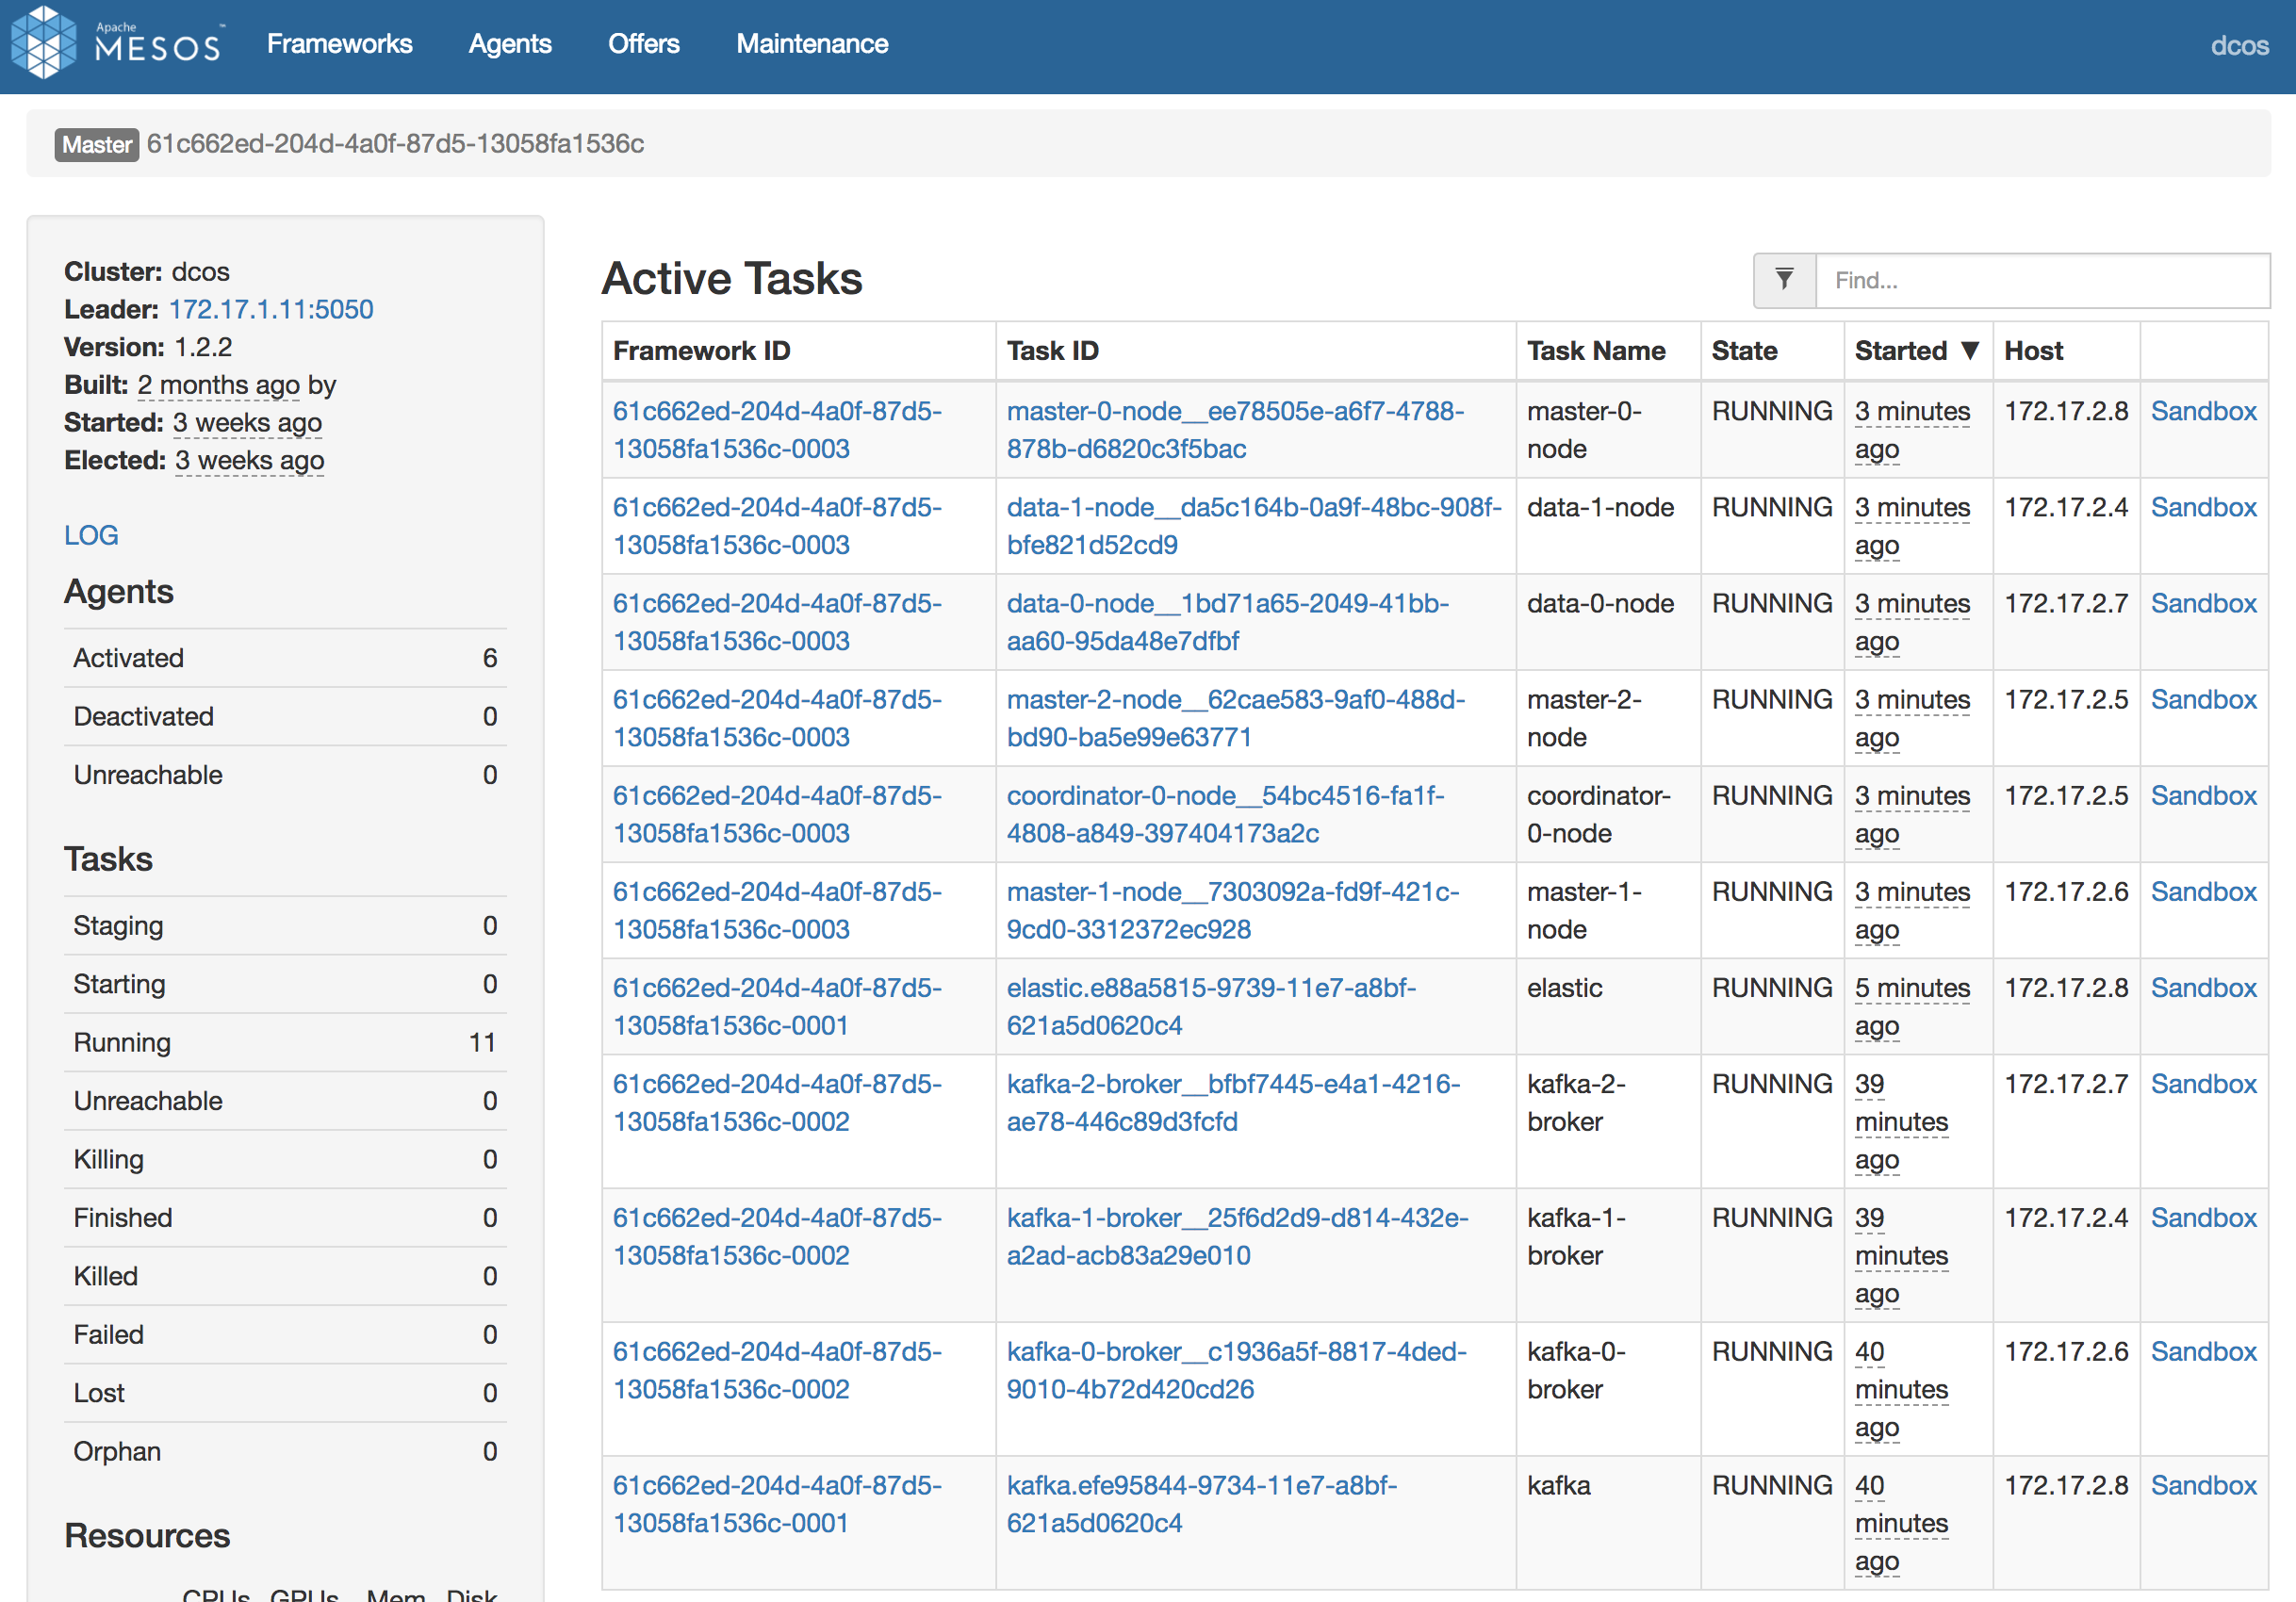 Apache MESOS™ Frameworks Agents Offers Maintenance dcos
Master 61c662ed-204d-4a0f-87d5-13058fa1536c
Cluster: dcos
Leader: 172.17.1.11:5050
Version: 1.2.2
Built: 2 months ago by
Started: 3 weeks ago
Elected: 3 weeks ago
LOG
Agents
Activated 6
Deactivated 0
Unreachable 0
Tasks
Staging 0
Starting 0
Running 11
Unreachable 0
Killing 0
Finished 0
Killed 0
Failed 0
Lost 0
Orphan 0
Resources
CPUs GPUs Mem Disk
Active Tasks
Find...
Framework ID Task ID Task Name State Started ▼ Host
61c662ed-204d-4a0f-87d5- master-0-node__ee78505e-a6f7-4788- master-0- RUNNING 3 minutes 172.17.2.8 Sandbox
13058fa1536c-0003 878b-d6820c3f5bac node ago
61c662ed-204d-4a0f-87d5- data-1-node__da5c164b-0a9f-48bc-908f- data-1-node RUNNING 3 minutes 172.17.2.4 Sandbox
13058fa1536c-0003 bfe821d52cd9 ago
61c662ed-204d-4a0f-87d5- data-0-node__1bd71a65-2049-41bb- data-0-node RUNNING 3 minutes 172.17.2.7 Sandbox
13058fa1536c-0003 aa60-95da48e7dfbf ago
61c662ed-204d-4a0f-87d5- master-2-node__62cae583-9af0-488d- master-2- RUNNING 3 minutes 172.17.2.5 Sandbox
13058fa1536c-0003 bd90-ba5e99e63771 node ago
61c662ed-204d-4a0f-87d5- coordinator-0-node__54bc4516-fa1f- coordinator- RUNNING 3 minutes 172.17.2.5 Sandbox
13058fa1536c-0003 4808-a849-397404173a2c 0-node ago
61c662ed-204d-4a0f-87d5- master-1-node__7303092a-fd9f-421c- master-1- RUNNING 3 minutes 172.17.2.6 Sandbox
13058fa1536c-0003 9cd0-3312372ec928 node ago
61c662ed-204d-4a0f-87d5- elastic.e88a5815-9739-11e7-a8bf- elastic RUNNING 5 minutes 172.17.2.8 Sandbox
13058fa1536c-0001 621a5d0620c4 ago
61c662ed-204d-4a0f-87d5- kafka-2-broker__bfbf7445-e4a1-4216- kafka-2- RUNNING 39 172.17.2.7 Sandbox
13058fa1536c-0002 ae78-446c89d3fcfd broker minutes
ago
61c662ed-204d-4a0f-87d5- kafka-1-broker__25f6d2d9-d814-432e- kafka-1- RUNNING 39 172.17.2.4 Sandbox
13058fa1536c-0002 a2ad-acb83a29e010 broker minutes
ago
61c662ed-204d-4a0f-87d5- kafka-0-broker__c1936a5f-8817-4ded- kafka-0- RUNNING 40 172.17.2.6 Sandbox
13058fa1536c-0002 9010-4b72d420cd26 broker minutes
ago
61c662ed-204d-4a0f-87d5- kafka.efe95844-9734-11e7-a8bf- kafka RUNNING 40 172.17.2.8 Sandbox
13058fa1536c-0001 621a5d0620c4 minutes
ago